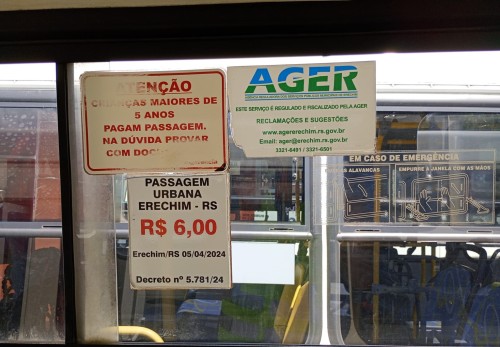 ATENÇÃO
CRIANÇAS MAIORES DE
5 ANOS
PAGAM PASSAGEM.
NA DÚVIDA PROVAR
COM
AGER
ESTE SERVIÇO É REGULADO E FISCALIZADO PELA AGER
RECLAMAÇÕES E SUGESTÕES
www.agererechim.rs.gov.br
Email: ager@erechim.rs.gov.br
3321-6491 / 3321-6501
PASSAGEM
URBANA
ERECHIM - RS
R$ 6,00
Erechim/RS 05/04/2024
Decreto nº 5.781/24
EM CASO DE EMERGÊNCIA
AS ALAVANCAS
EMPURRE A JANELA COM AS MÃOS